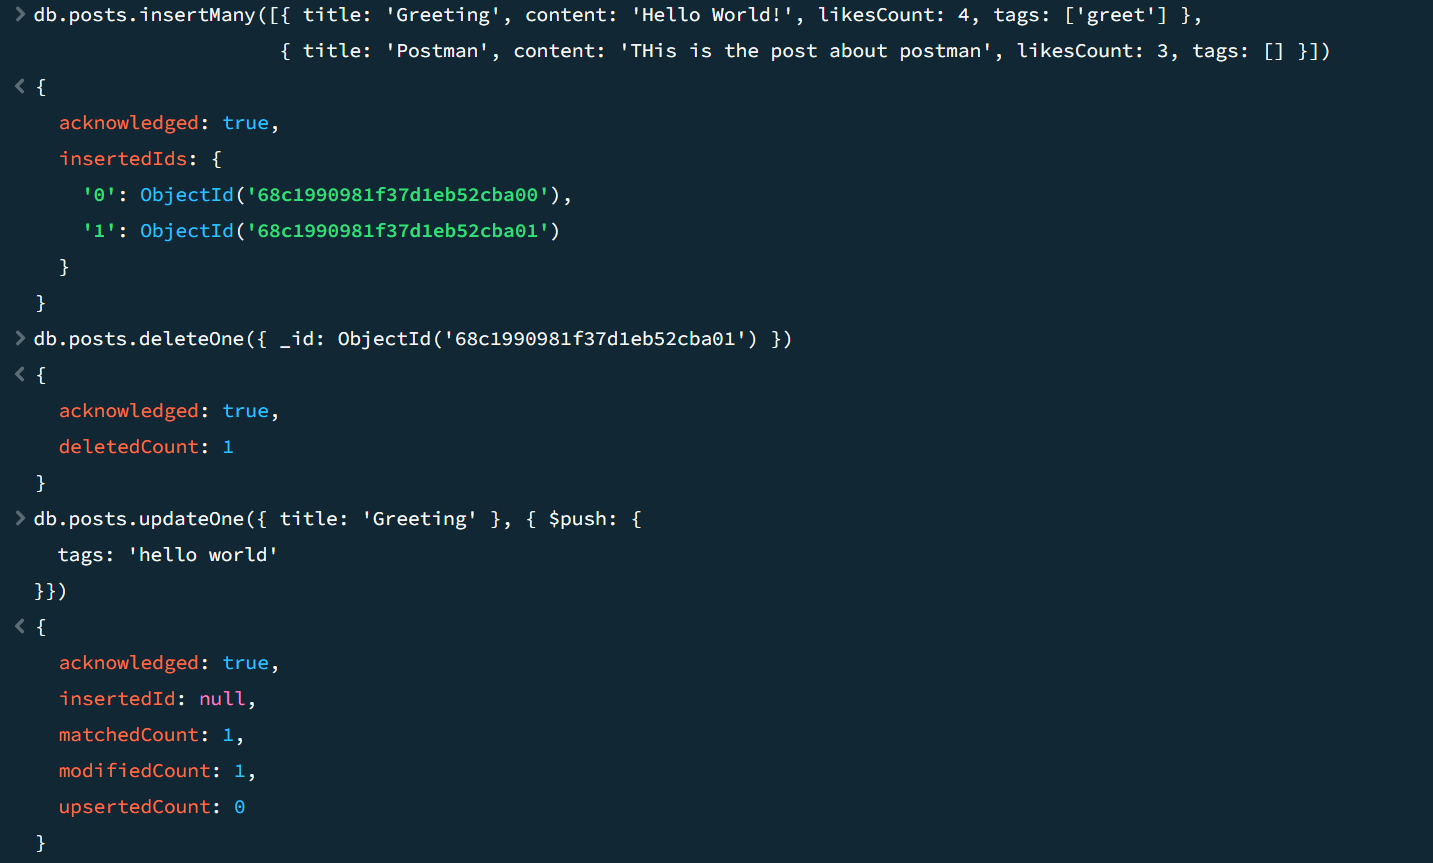 > db.posts.insertMany([{ title: 'Greeting', content: 'Hello World!', likesCount: 4, tags: ['greet'] },
{ title: 'Postman', content: 'THis is the post about postman', likesCount: 3, tags: [] }])
< {
acknowledged: true,
insertedIds: {
'0': ObjectId('68c1990981f37d1eb52cba00'),
'1': ObjectId('68c1990981f37d1eb52cba01')
}
}
> db.posts.deleteOne({ _id: ObjectId('68c1990981f37d1eb52cba01') })
< {
acknowledged: true,
deletedCount: 1
}
> db.posts.updateOne({ title: 'Greeting' }, { $push: {
tags: 'hello world'
}})
< {
acknowledged: true,
insertedId: null,
matchedCount: 1,
modifiedCount: 1,
upsertedCount: 0
}